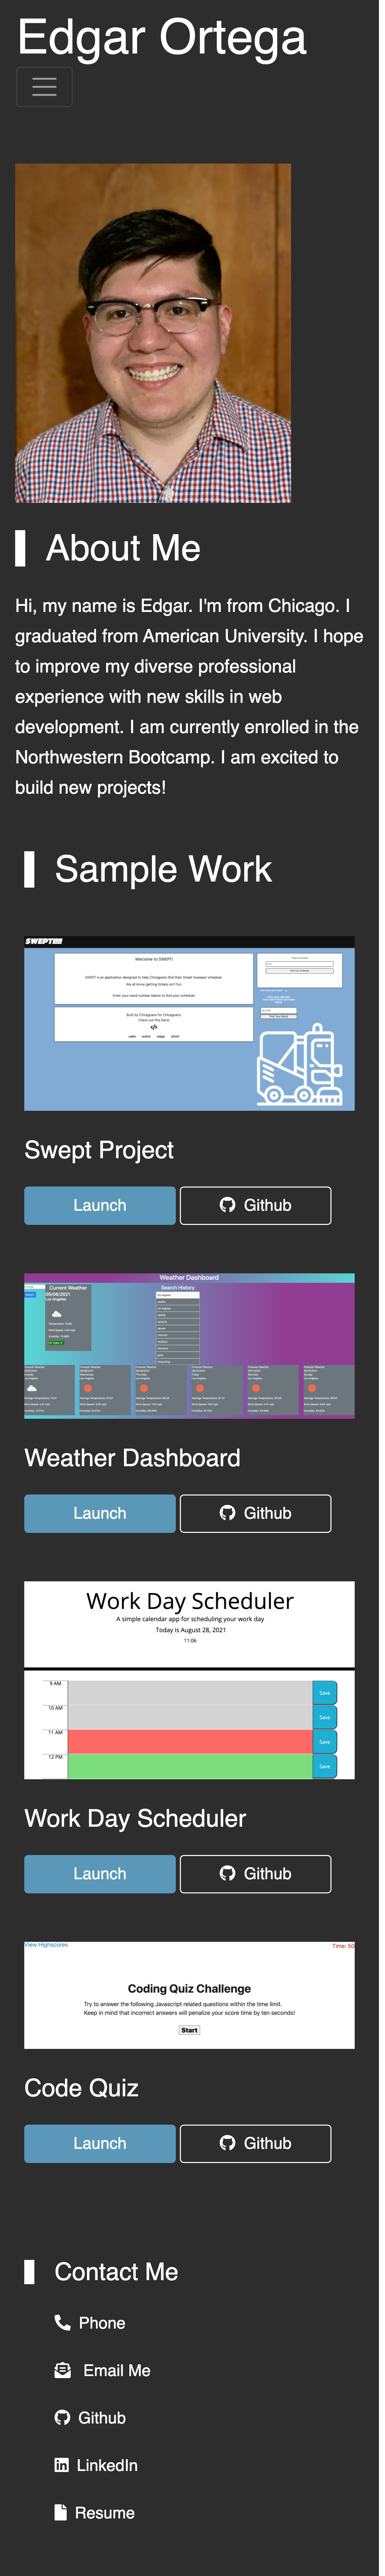 Edgar Ortega
About Me
Hi, my name is Edgar. I'm from Chicago. I
graduated from American University. I hope
to improve my diverse professional
experience with new skills in web
development. I am currently enrolled in the
Northwestern Bootcamp. I am excited to
build new projects!
Sample Work
Welcome to SWEPT!
SWEPT is an application designed to help Chicagoans find their Street Sweeper schedule.
We all know getting tickets isn't fun.
Enter your ward number below to find your schedule!
Built by Chicagoans for Chicagoans.
Check out the Devs!
Swept Project
Launch
Github
Weather Dashboard
Current Weather
09/06/2021
Los Angeles
Search History
Weather Dashboard
Launch
Github
Work Day Scheduler
A simple calendar app for scheduling your work day
Today is August 28, 2021
11:06
9 AM
Save
10 AM
Save
11 AM
Save
12 PM
Save
Work Day Scheduler
Launch
Github
View Highscores
Time: 50
Coding Quiz Challenge
Try to answer the following Javascript related questions within the time limit.
Keep in mind that incorrect answers will penalize your score time by ten seconds!
Start
Code Quiz
Launch
Github
Contact Me
Phone
Email Me
Github
LinkedIn
Resume